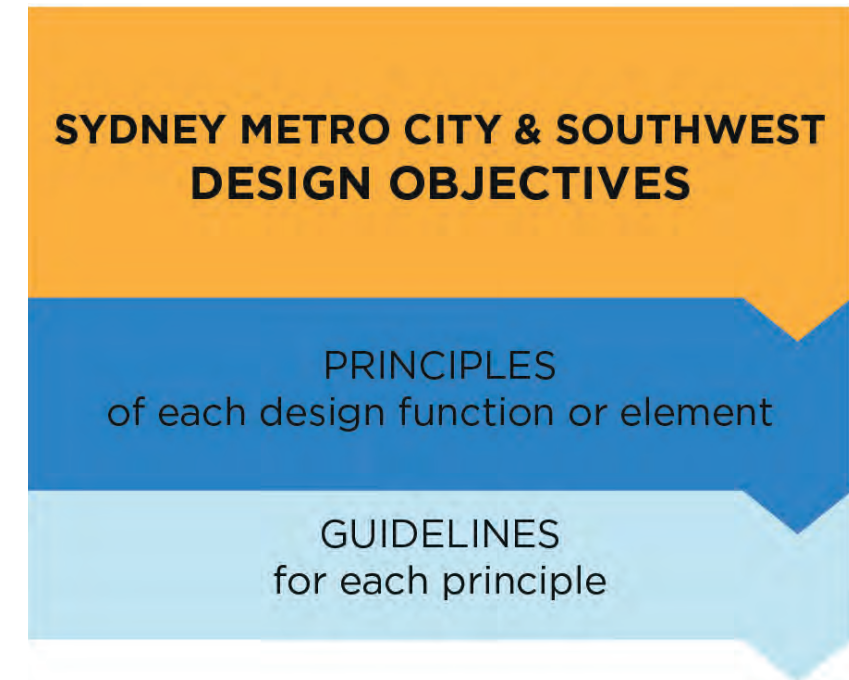 SYDNEY METRO CITY & SOUTHWEST
DESIGN OBJECTIVES
PRINCIPLES
of each design function or element
GUIDELINES
for each principle